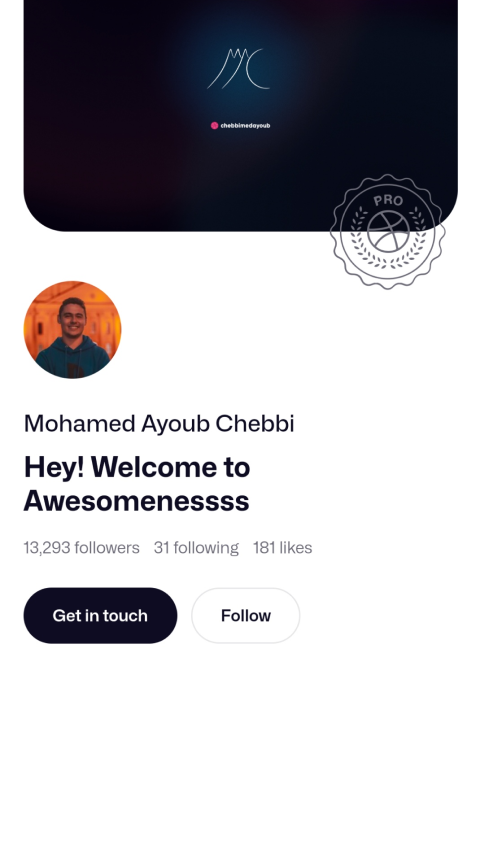 chebbimedayoub
PRO
Mohamed Ayoub Chebbi
Hey! Welcome to
Awesomenessss
13,293 followers 31 following 181 likes
Get in touch Follow